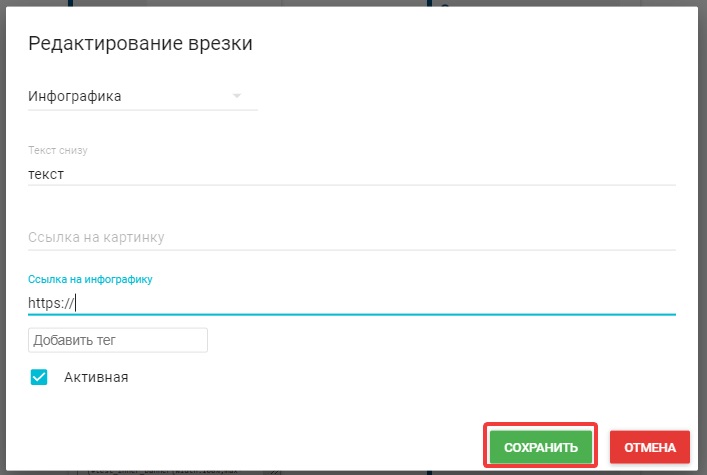 Редактирование врезки
Инфографика
Текст снизу
текст
Ссылка на картинку
Ссылка на инфографику
https://
Добавить тег
Активная
СОХРАНИТЬ
ОТМЕНА